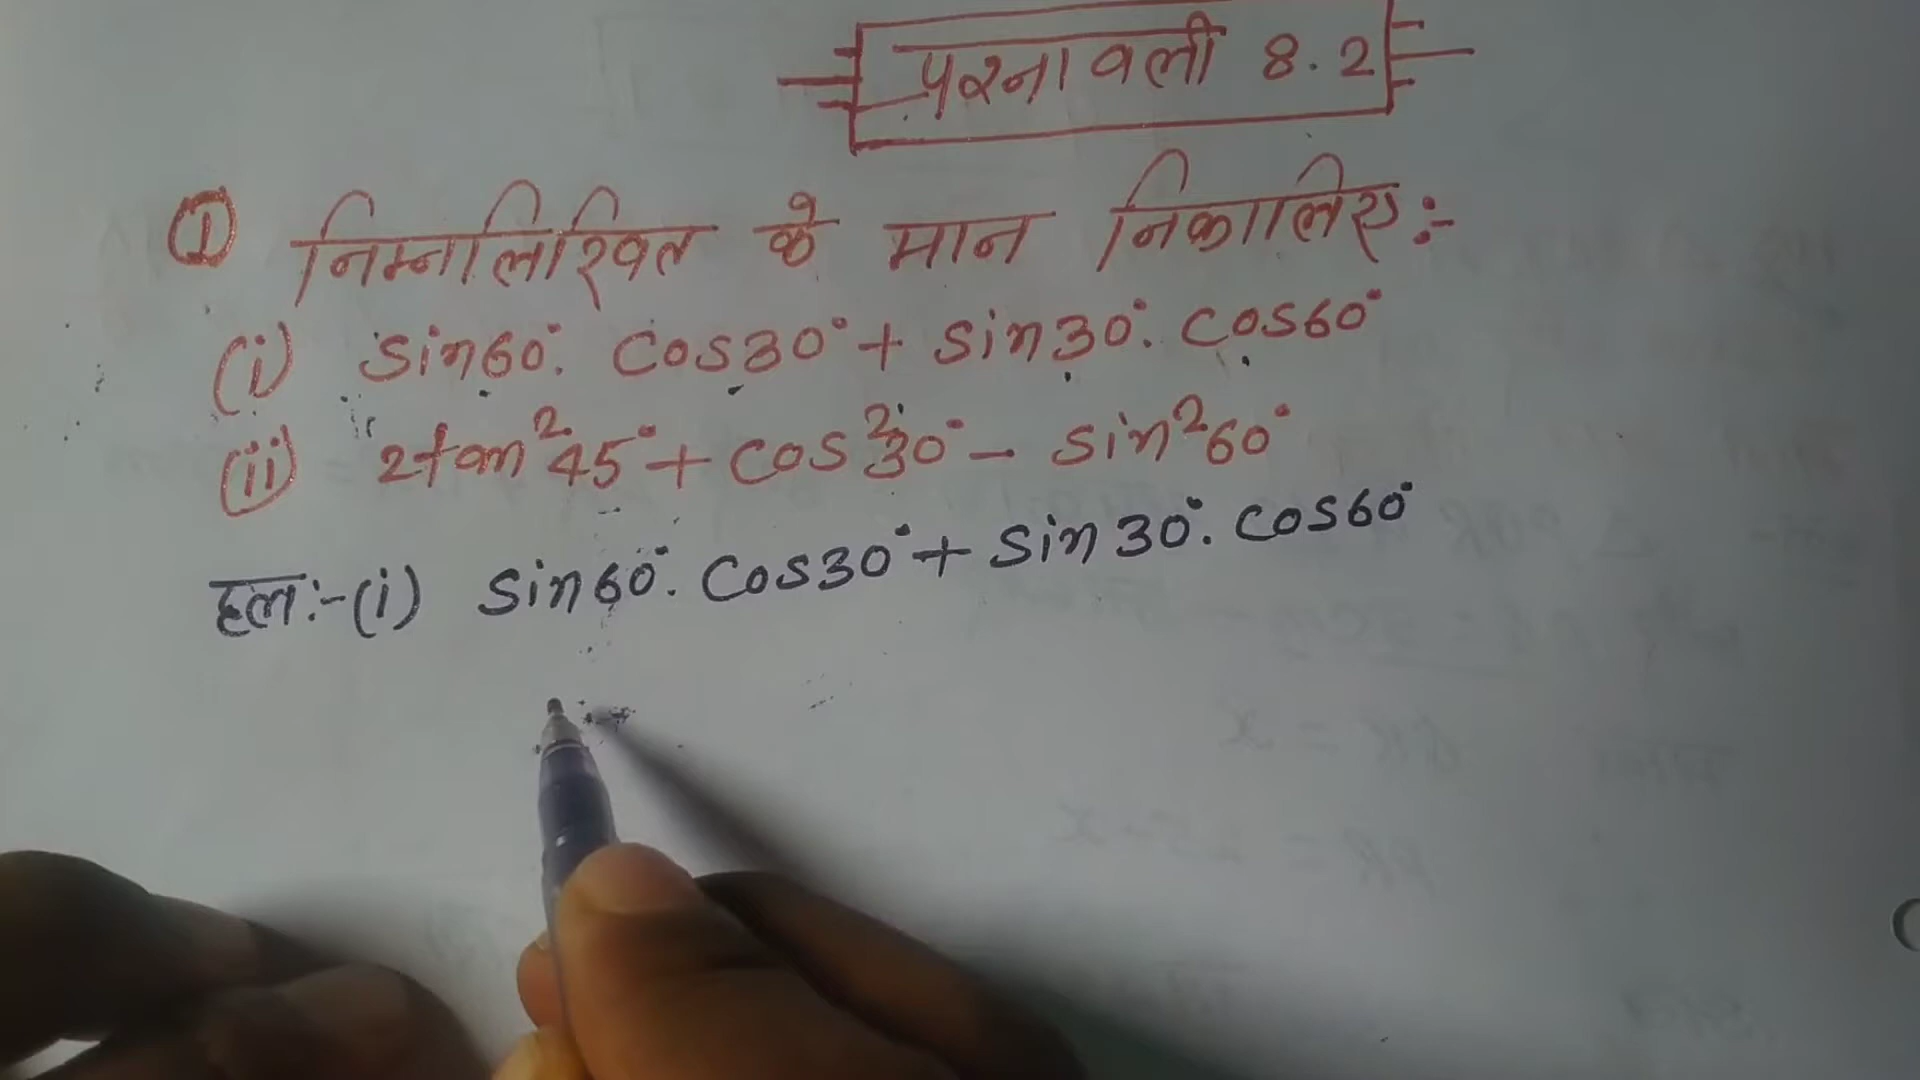 प्रश्नावली 8.2
① निम्नलिखित के मान निकालिए:-
(i) sin60°. cos30° + sin30°. cos60°
(ii) 2tan²45° + cos²30° - sin²60°
हल:-(i) sin60°. cos30° + sin30°. cos60°